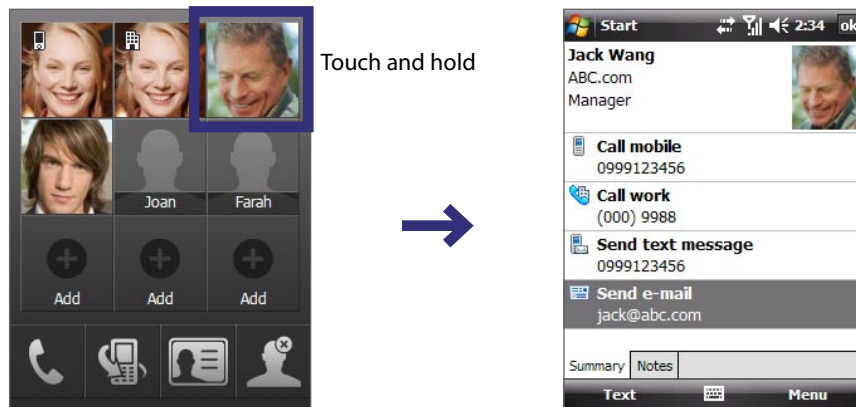 Touch and hold
Joan
Farah
Add
Add
Add
Start
2:34
ok
Jack Wang
ABC.com
Manager
Call mobile
0999123456
Call work
(000) 9988
Send text message
0999123456
Send e-mail
jack@abc.com
Summary
Notes
Text
Menu